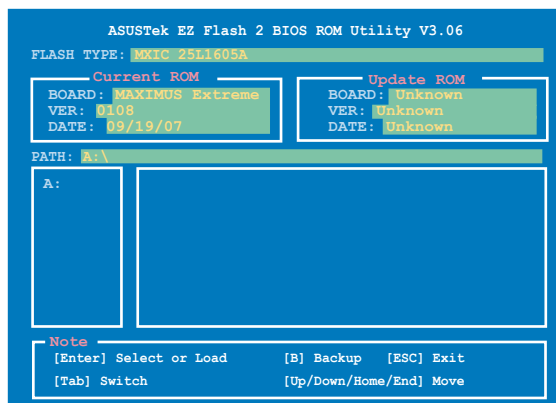 ASUSTek EZ Flash 2 BIOS ROM Utility V3.06
FLASH TYPE: MXIC 25L1605A
Current ROM
BOARD: MAXIMUS Extreme
VER: 0108
DATE: 09/19/07
Update ROM
BOARD: Unknown
VER: Unknown
DATE: Unknown
PATH: A:\
A:
Note
[Enter] Select or Load [B] Backup [ESC] Exit
[Tab] Switch [Up/Down/Home/End] Move